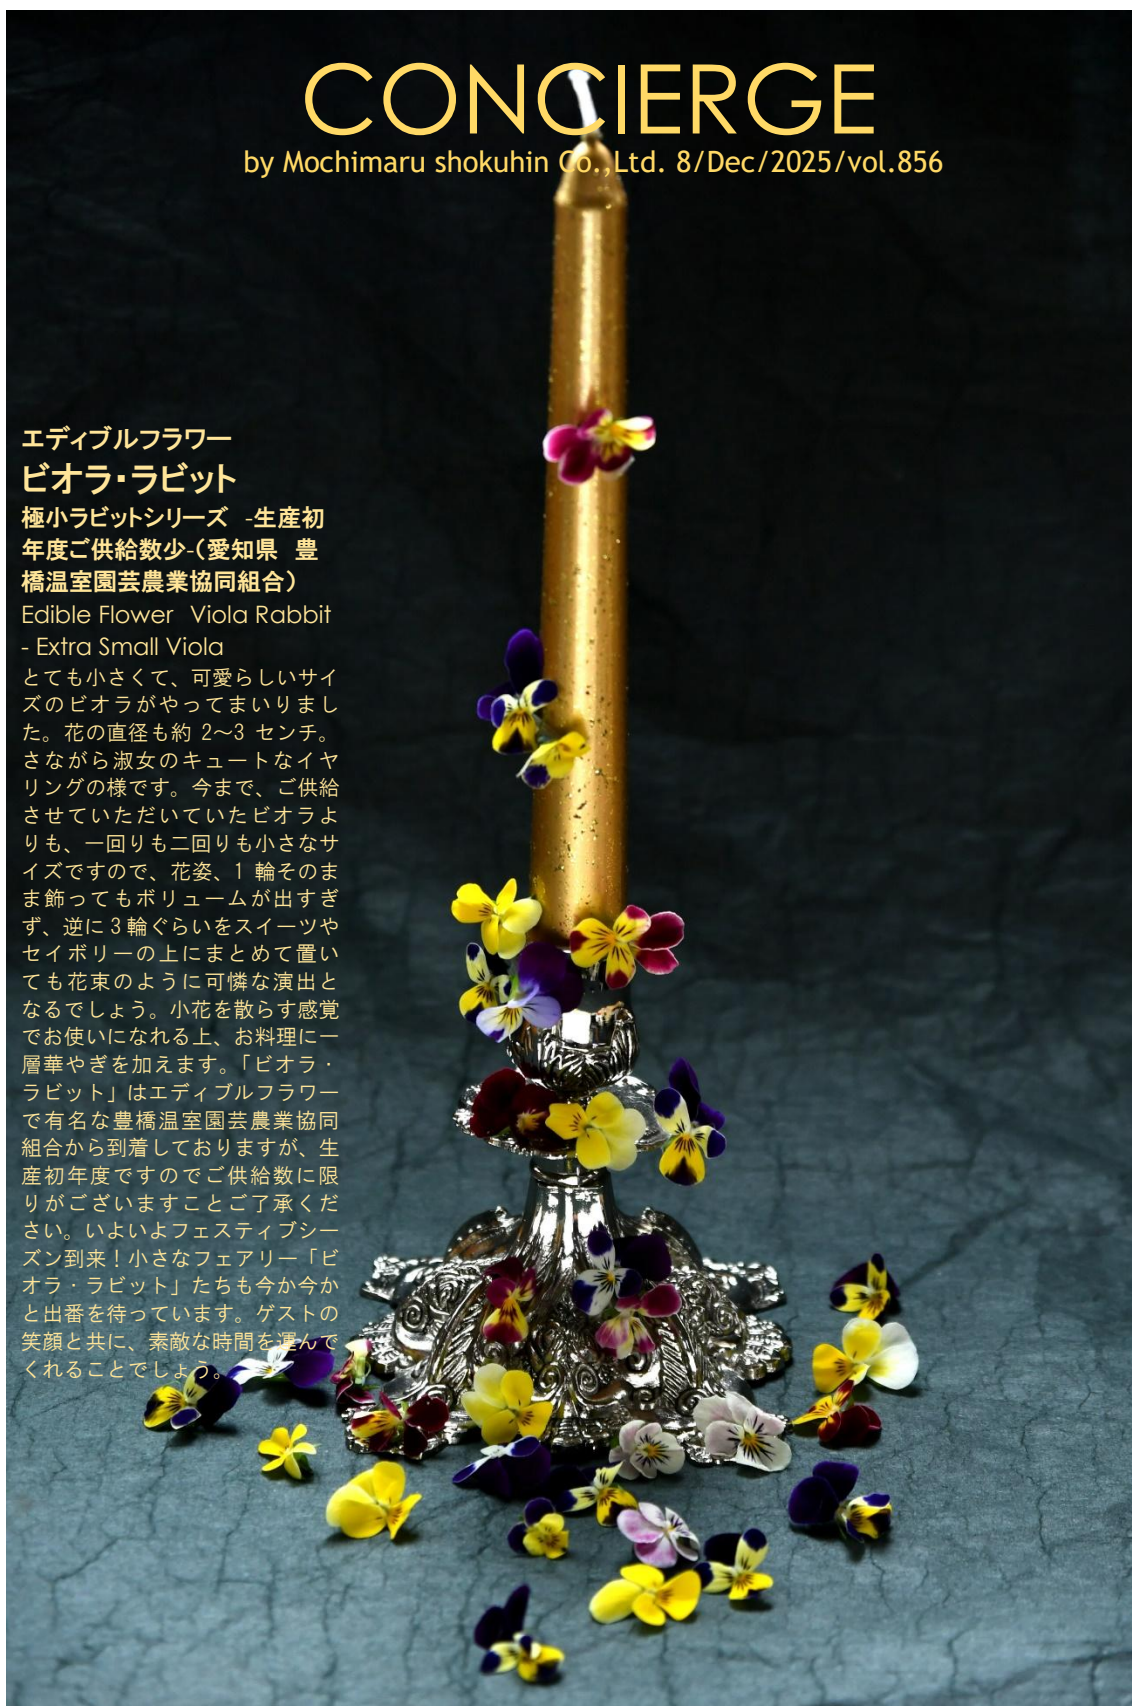 CONCIERGE
by Mochimaru shokuhin Co.,Ltd. 8/Dec/2025/vol.856
エディブルフラワー
ビオラ・ラビット
極小ラビットシリーズ　-生産初
年度ご供給数少-（愛知県　豊
橋温室園芸農業協同組合）
Edible Flower  Viola Rabbit
- Extra Small Viola
とても小さくて、可愛らしいサイ
ズのビオラがやってまいりまし
た。花の直径も約 2～3 センチ。
さながら淑女のキュートなイヤ
リングの様です。今まで、ご供給
させていただいていたビオラよ
りも、一回りも二回りも小さなサ
イズですので、花姿、1 輪そのま
ま飾ってもボリュームが出すぎ
ず、逆に 3 輪ぐらいをスイーツや
セイボリーの上にまとめて置い
ても花束のように可憐な演出と
なるでしょう。小花を散らす感覚
でお使いになれる上、お料理に一
層華やぎを加えます。「ビオラ・
ラビット」はエディブルフラワー
で有名な豊橋温室園芸農業協同
組合から到着しておりますが、生
産初年度ですのでご供給数に限
りがございますことご了承くだ
さい。いよいよフェスティブシー
ズン到来！小さなフェアリー「ビ
オラ・ラビット」たちも今か今か
と出番を待っています。ゲストの
笑顔と共に、素敵な時間を運んで
くれることでしょう。